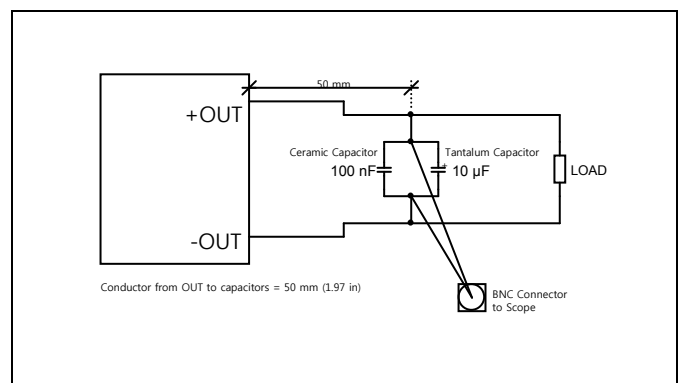 50 mm
+OUT
Ceramic Capacitor
100 nF
Tantalum Capacitor
+
10 µF
LOAD
-OUT
Conductor from OUT to capacitors = 50 mm (1.97 in)
BNC Connector
to Scope